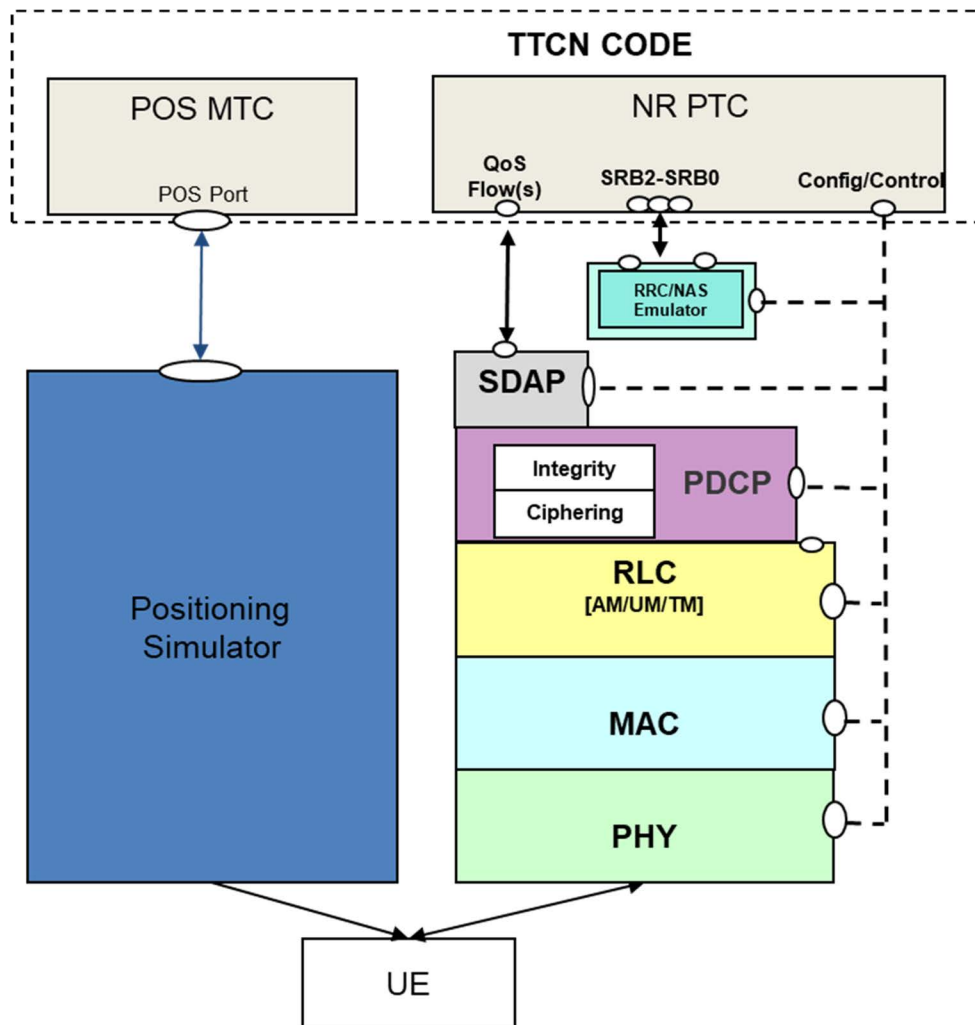 TTCN CODE
POS MTC
NR PTC
QoS
Flow(s)
SRB2-SRB0
Config/Control
POS Port
RRC/NAS
Emulator
SDAP
Integrity
PDCP
Ciphering
RLC
[AM/UM/TM]
Positioning
Simulator
MAC
PHY
UE